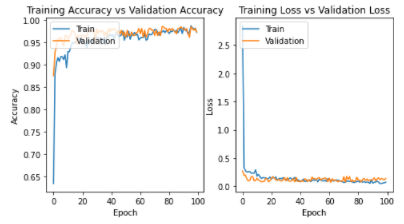 Training Accuracy vs Validation Accuracy
1.00
0.95
0.90
0.85
0.80
0.75
0.70
0.65
Accuracy
Train
Validation
0 20 40 60 80 100
Epoch
Training Loss vs Validation Loss
2.5
2.0
1.5
1.0
0.5
0.0
Loss
Train
Validation
0 20 40 60 80 100
Epoch